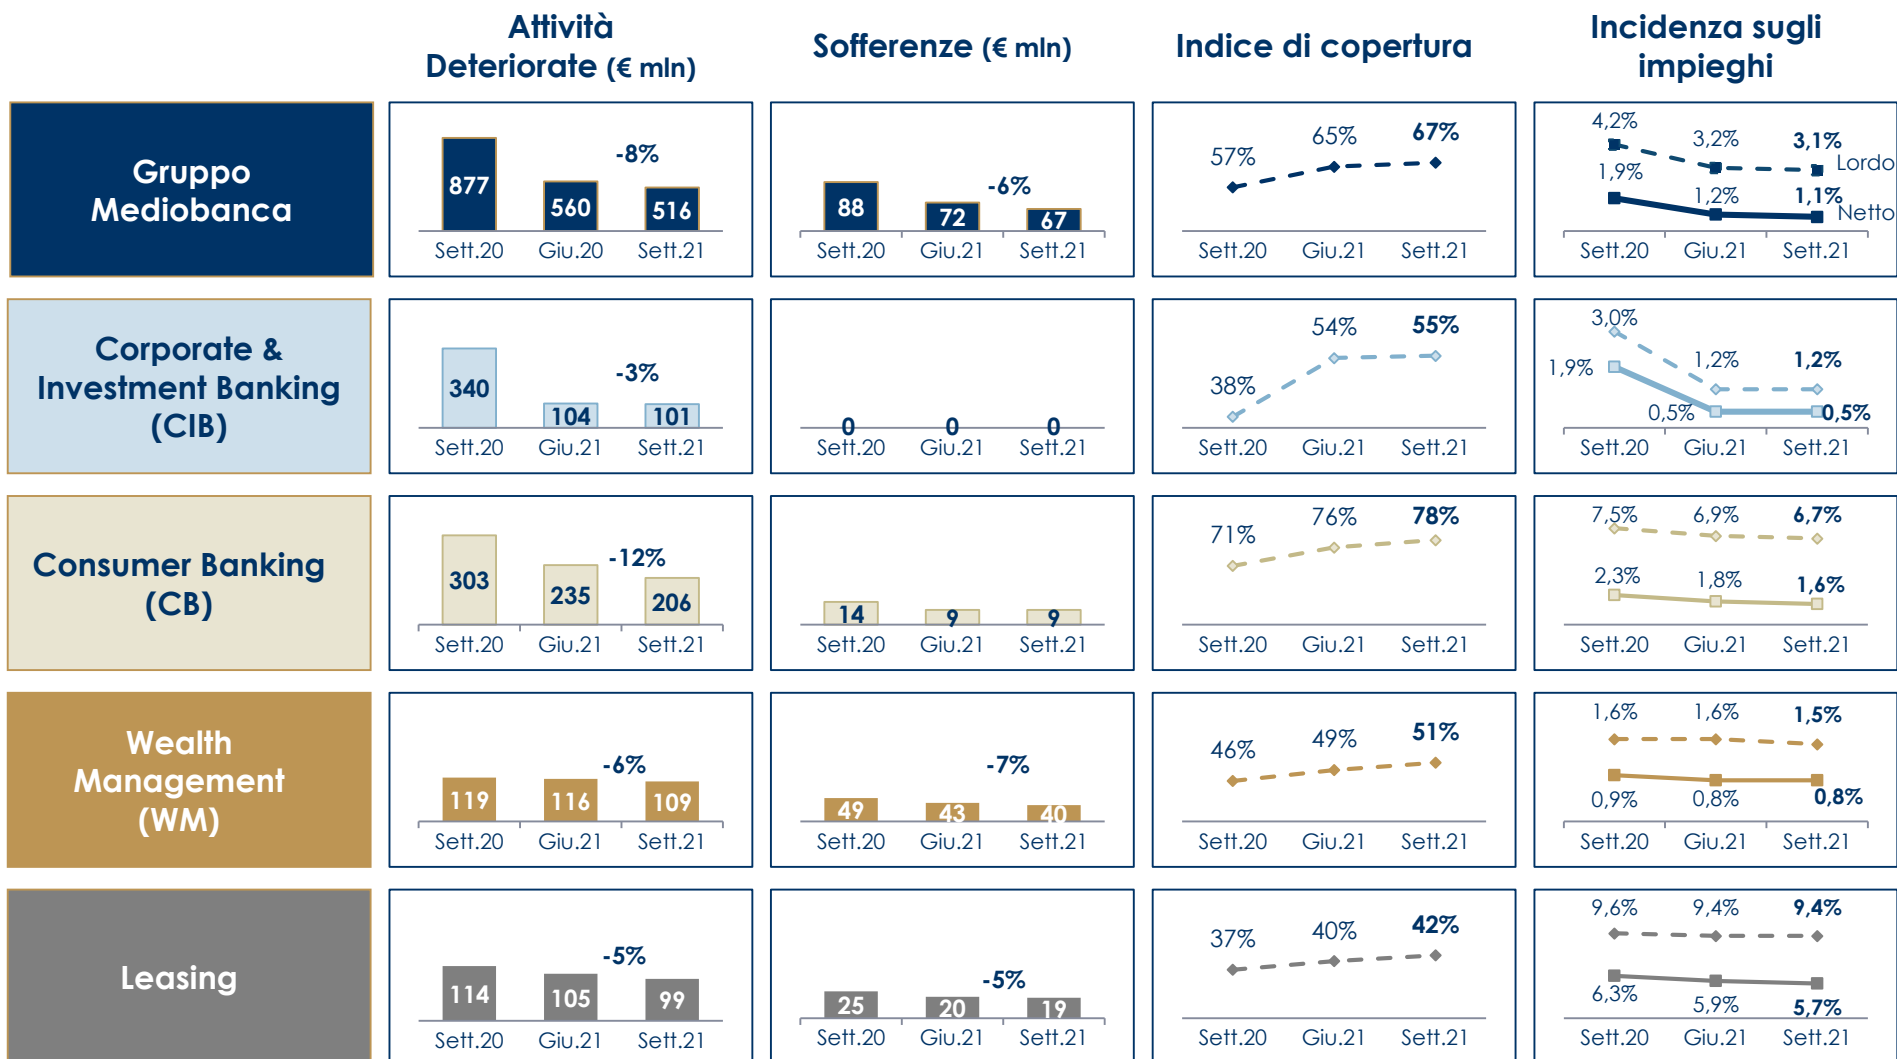 Attività
Deteriorate (€ mln)
Sofferenze (€ mln)
Indice di copertura
Incidenza sugli
impieghi
Gruppo
Mediobanca
-8%
877
560
516
Sett.20 Giu.20 Sett.21
-6%
88
72
67
Sett.20 Giu.21 Sett.21
57%
65%
67%
Sett.20 Giu.21 Sett.21
4,2%
3,2%
3,1%
Lordo
1,9%
1,2%
1,1%
Netto
Sett.20 Giu.21 Sett.21
Corporate &
Investment Banking
(CIB)
-3%
340
104
101
Sett.20 Giu.21 Sett.21
0 0 0
Sett.20 Giu.21 Sett.21
38%
54%
55%
Sett.20 Giu.21 Sett.21
3,0%
1,2%
1,2%
1,9%
0,5%
0,5%
Sett.20 Giu.21 Sett.21
Consumer Banking
(CB)
-12%
303
235
206
Sett.20 Giu.21 Sett.21
14
9
9
Sett.20 Giu.21 Sett.21
71%
76%
78%
Sett.20 Giu.21 Sett.21
7,5%
6,9%
6,7%
2,3%
1,8%
1,6%
Sett.20 Giu.21 Sett.21
Wealth
Management
(WM)
-6%
119
116
109
Sett.20 Giu.21 Sett.21
-7%
49
43
40
Sett.20 Giu.21 Sett.21
46%
49%
51%
Sett.20 Giu.21 Sett.21
1,6%
1,6%
1,5%
0,9%
0,8%
0,8%
Sett.20 Giu.21 Sett.21
Leasing
-5%
114
105
99
Sett.20 Giu.21 Sett.21
-5%
25
20
19
Sett.20 Giu.21 Sett.21
37%
40%
42%
Sett.20 Giu.21 Sett.21
9,6%
9,4%
9,4%
6,3%
5,9%
5,7%
Sett.20 Giu.21 Sett.21